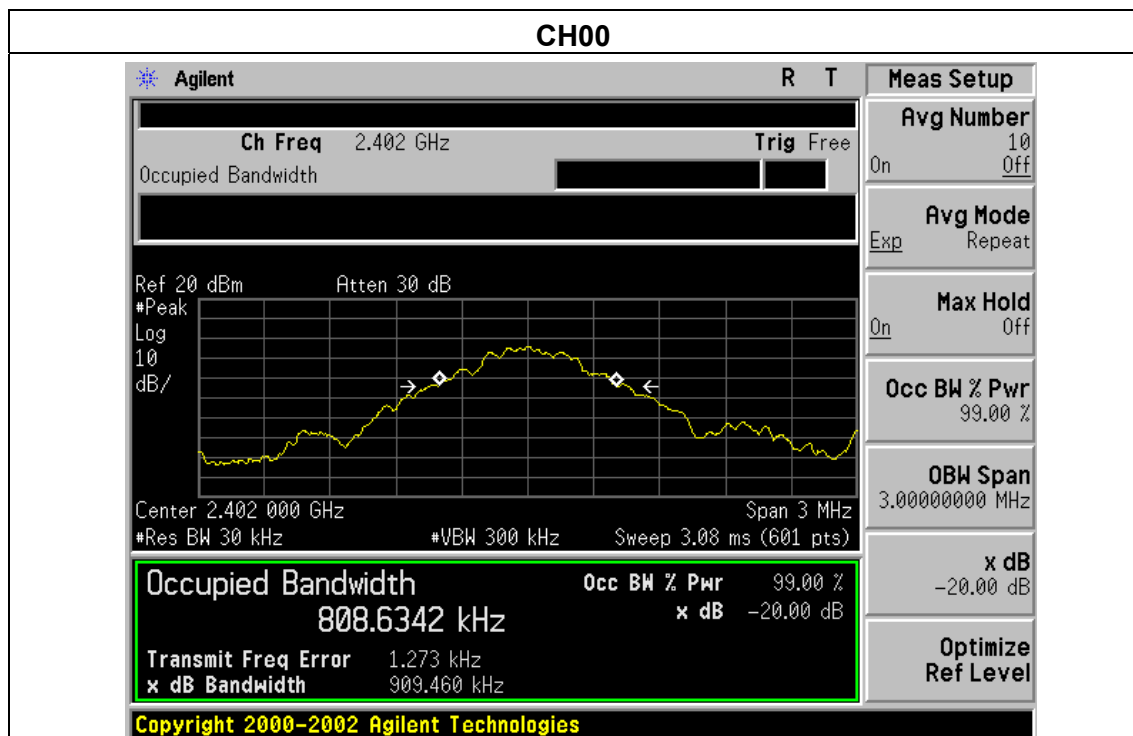 CH00
Agilent R T
Ch Freq 2.402 GHz Trig Free
Occupied Bandwidth
Ref 20 dBm Atten 30 dB
#Peak
Log
10
dB/
Center 2.402 000 GHz Span 3 MHz
#Res BW 30 kHz #VBW 300 kHz Sweep 3.08 ms (601 pts)
Occupied Bandwidth
808.6342 kHz
Occ BW % Pwr 99.00 %
x dB -20.00 dB
Transmit Freq Error 1.273 kHz
x dB Bandwidth 909.460 kHz
Copyright 2000-2002 Agilent Technologies
Meas Setup
Avg Number
10
On Off
Avg Mode
Exp Repeat
Max Hold
On Off
Occ BW % Pwr
99.00 %
OBW Span
3.00000000 MHz
x dB
-20.00 dB
Optimize
Ref Level